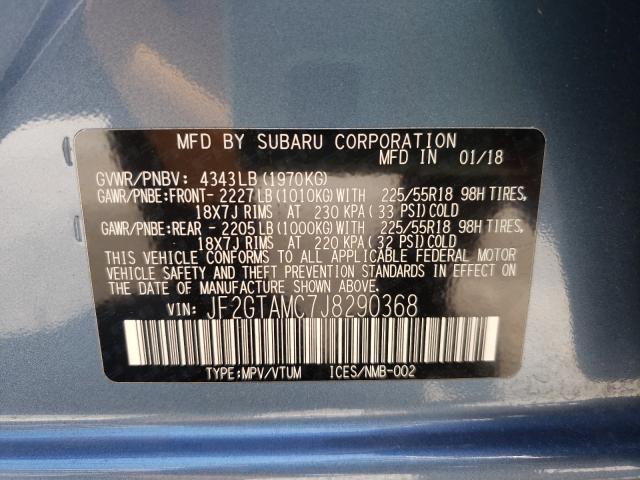 MFD BY SUBARU CORPORATION
MFD IN 01/18
GVWR/PNBV: 4343LB (1970KG)
GAWR/PNBE:FRONT- 2227LB (1010KG) WITH 225/55R18 98H TIRES,
18X7J RIMS AT 230 KPA ( 33 PSI) COLD
GAWR/PNBE:REAR - 2205LB (1000KG) WITH 225/55R18 98H TIRES,
18X7J RIMS AT 220 KPA ( 32 PSI) COLD
THIS VEHICLE CONFORMS TO ALL APPLICABLE FEDERAL MOTOR
VEHICLE SAFETY AND THEFT PREVENTION STANDARDS IN EFFECT
ON THE DATE OF MANUFACTURE SHOWN ABOVE.
VIN: JF2GTAMC7J8290368
TYPE:MPV/VTUM ICES/NMB-002